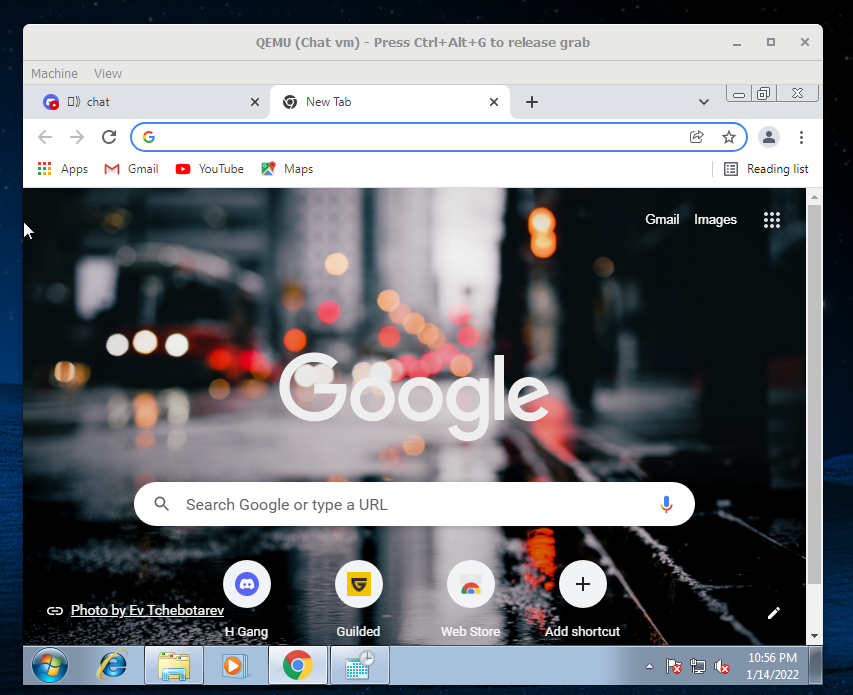 QEMU (Chat vm) - Press Ctrl+Alt+G to release grab
Machine View
chat New Tab
Apps Gmail YouTube Maps Reading list
Gmail Images
Google
Search Google or type a URL
Photo by Ev Tchebotarev
H Gang Guilded Web Store Add shortcut
10:56 PM
1/14/2022